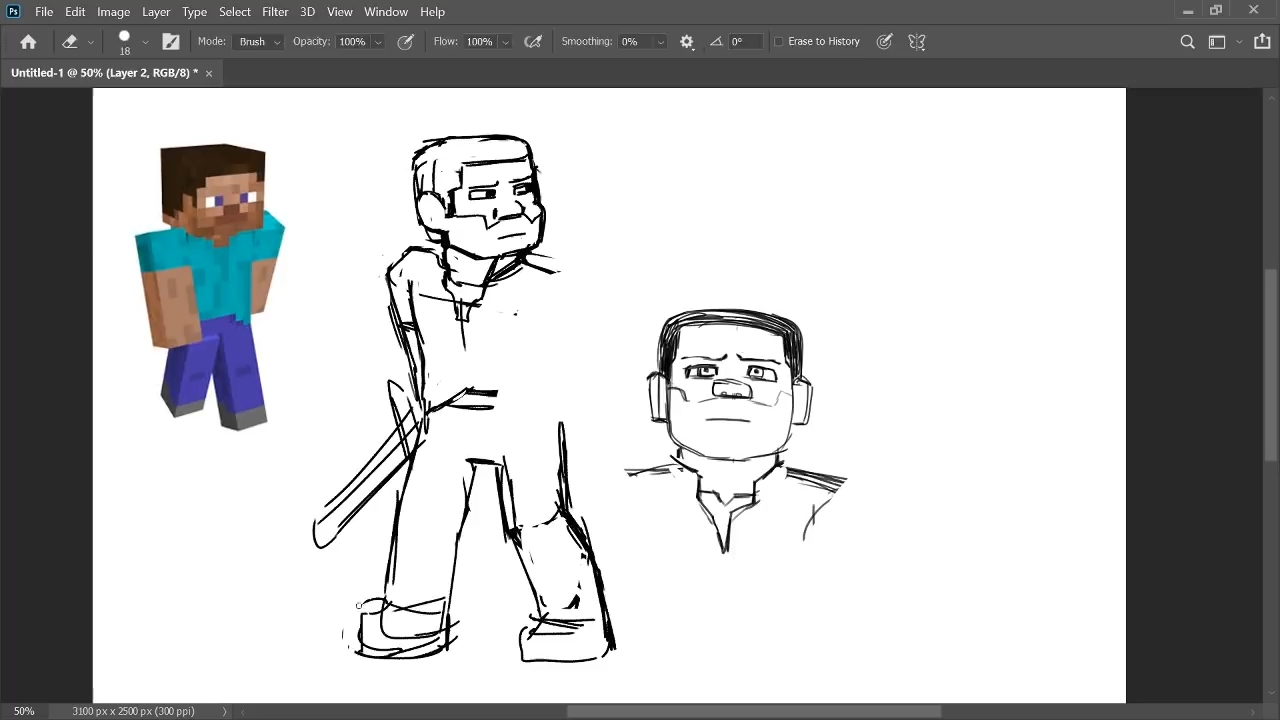 Ps File Edit Image Layer Type Select Filter 3D View Window Help
18 Mode: Brush Opacity: 100% Flow: 100% Smoothing: 0% 0° Erase to History
Untitled-1 @ 50% (Layer 2, RGB/8) *
50% 3100 px x 2500 px (300 ppi)